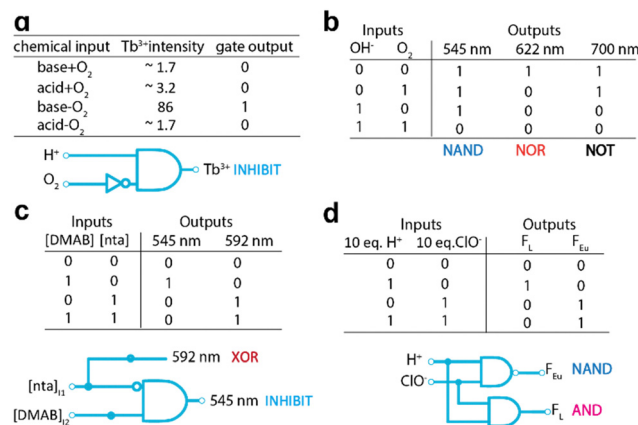 a
chemical input Tb³⁺intensity gate output
base+O₂ ~ 1.7 0
acid+O₂ ~ 3.2 0
base-O₂ 86 1
acid-O₂ ~ 1.7 0
H⁺
O₂
Tb³⁺ INHIBIT
b
Inputs Outputs
OH⁻ O₂ 545 nm 622 nm 700 nm
0 0 1 1 1
0 1 1 0 1
1 0 1 0 0
1 1 0 0 0
NAND NOR NOT
c
Inputs Outputs
[DMAB] [nta] 545 nm 592 nm
0 0 0 0
1 0 1 0
0 1 0 1
1 1 0 1
592 nm XOR
[nta]I1
545 nm INHIBIT
[DMAB]I2
d
Inputs Outputs
10 eq. H⁺ 10 eq.ClO⁻ FL FEu
0 0 0 0
1 0 1 0
0 1 0 1
1 1 0 1
H⁺
FEu NAND
ClO⁻
FL AND